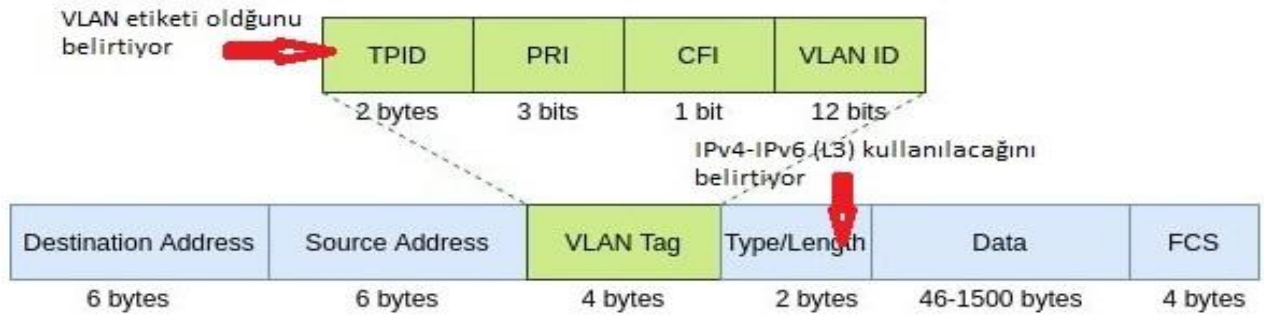 VLAN etiketi oldğunu
belirtiyor
TPID PRI CFI VLAN ID
2 bytes 3 bits 1 bit 12 bits
IPv4-IPv6 (L3) kullanılacağını
belirtiyor
Destination Address Source Address VLAN Tag Type/Length Data FCS
6 bytes 6 bytes 4 bytes 2 bytes 46-1500 bytes 4 bytes